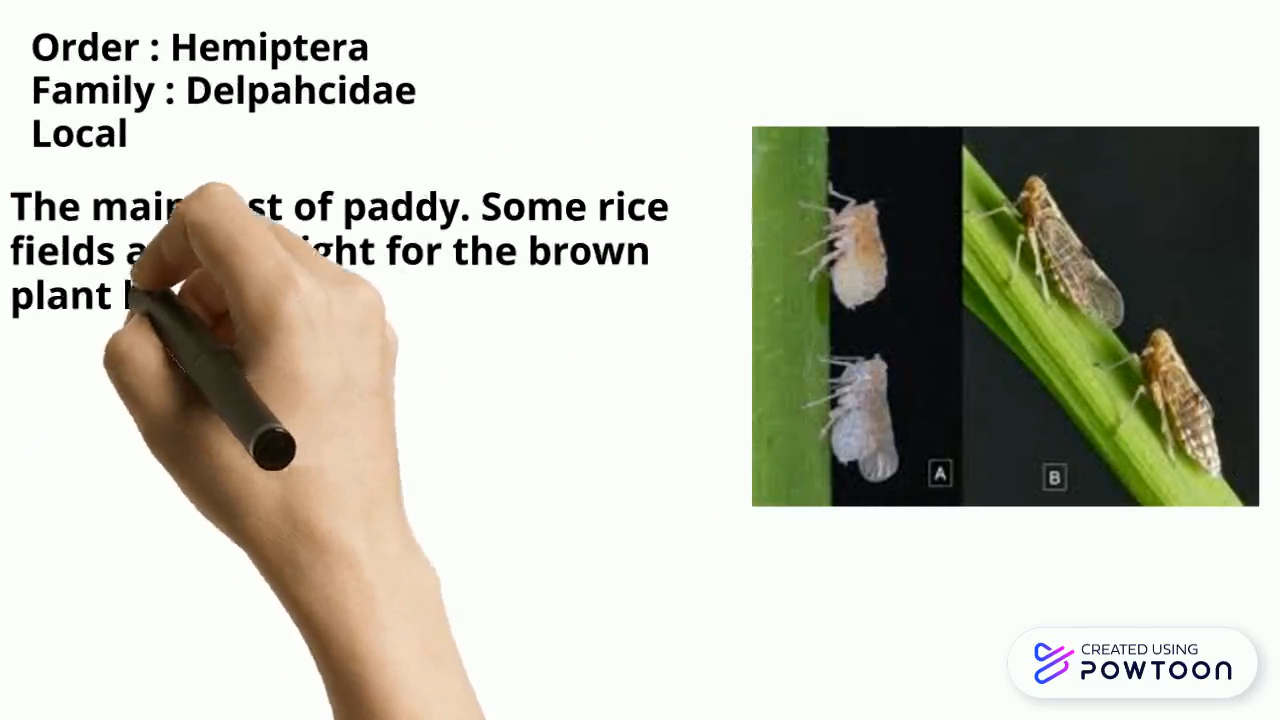 Order : Hemiptera
Family : Delpahcidae
Local
The main st of paddy. Some rice
fields ght for the brown
plant
A
B
CREATED USING
POWTOON